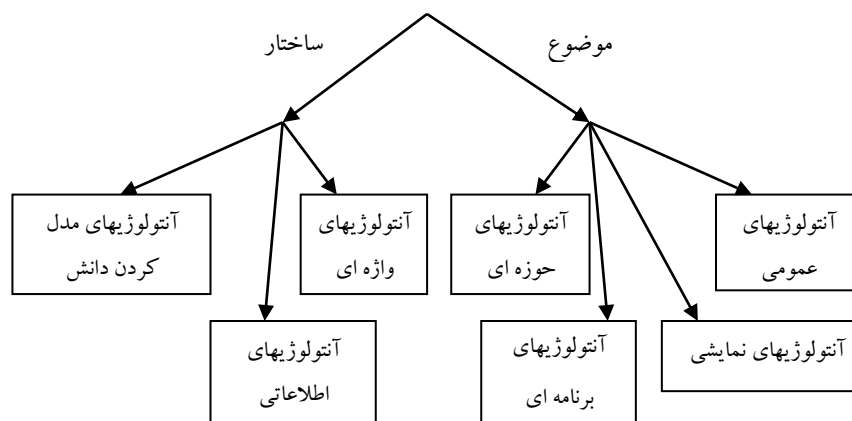 موضوع
ساختار
آنتولوژیهای
عمومی
آنتولوژیهای
حوزه ای
آنتولوژیهای
واژه ای
آنتولوژیهای مدل
کردن دانش
آنتولوژیهای نمایشی
آنتولوژیهای
برنامه ای
آنتولوژیهای
اطلاعاتی